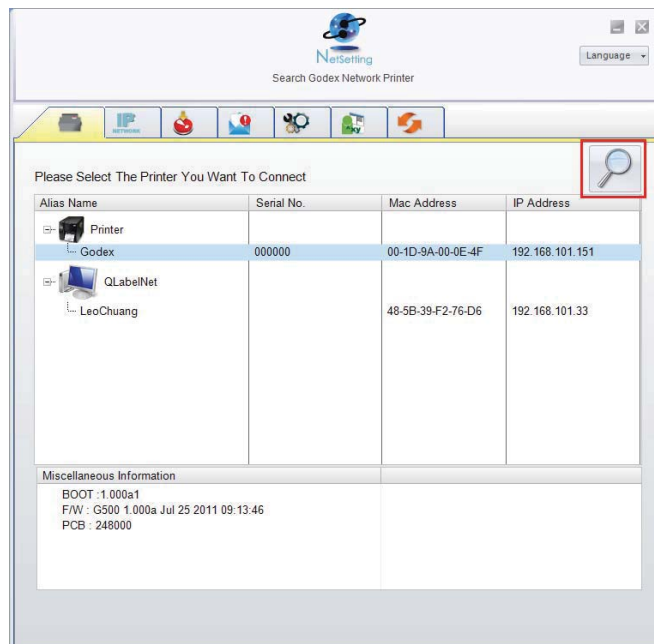 NetSetting
Language
Search Godex Network Printer
IP
NETWORK
Please Select The Printer You Want To Connect
Alias Name Serial No. Mac Address IP Address
Printer
Godex 000000 00-1D-9A-00-0E-4F 192.168.101.151
QLabelNet
LeoChuang 48-5B-39-F2-76-D6 192.168.101.33
Miscellaneous Information
BOOT :1.000a1
F/W : G500 1.000a Jul 25 2011 09:13:46
PCB : 248000